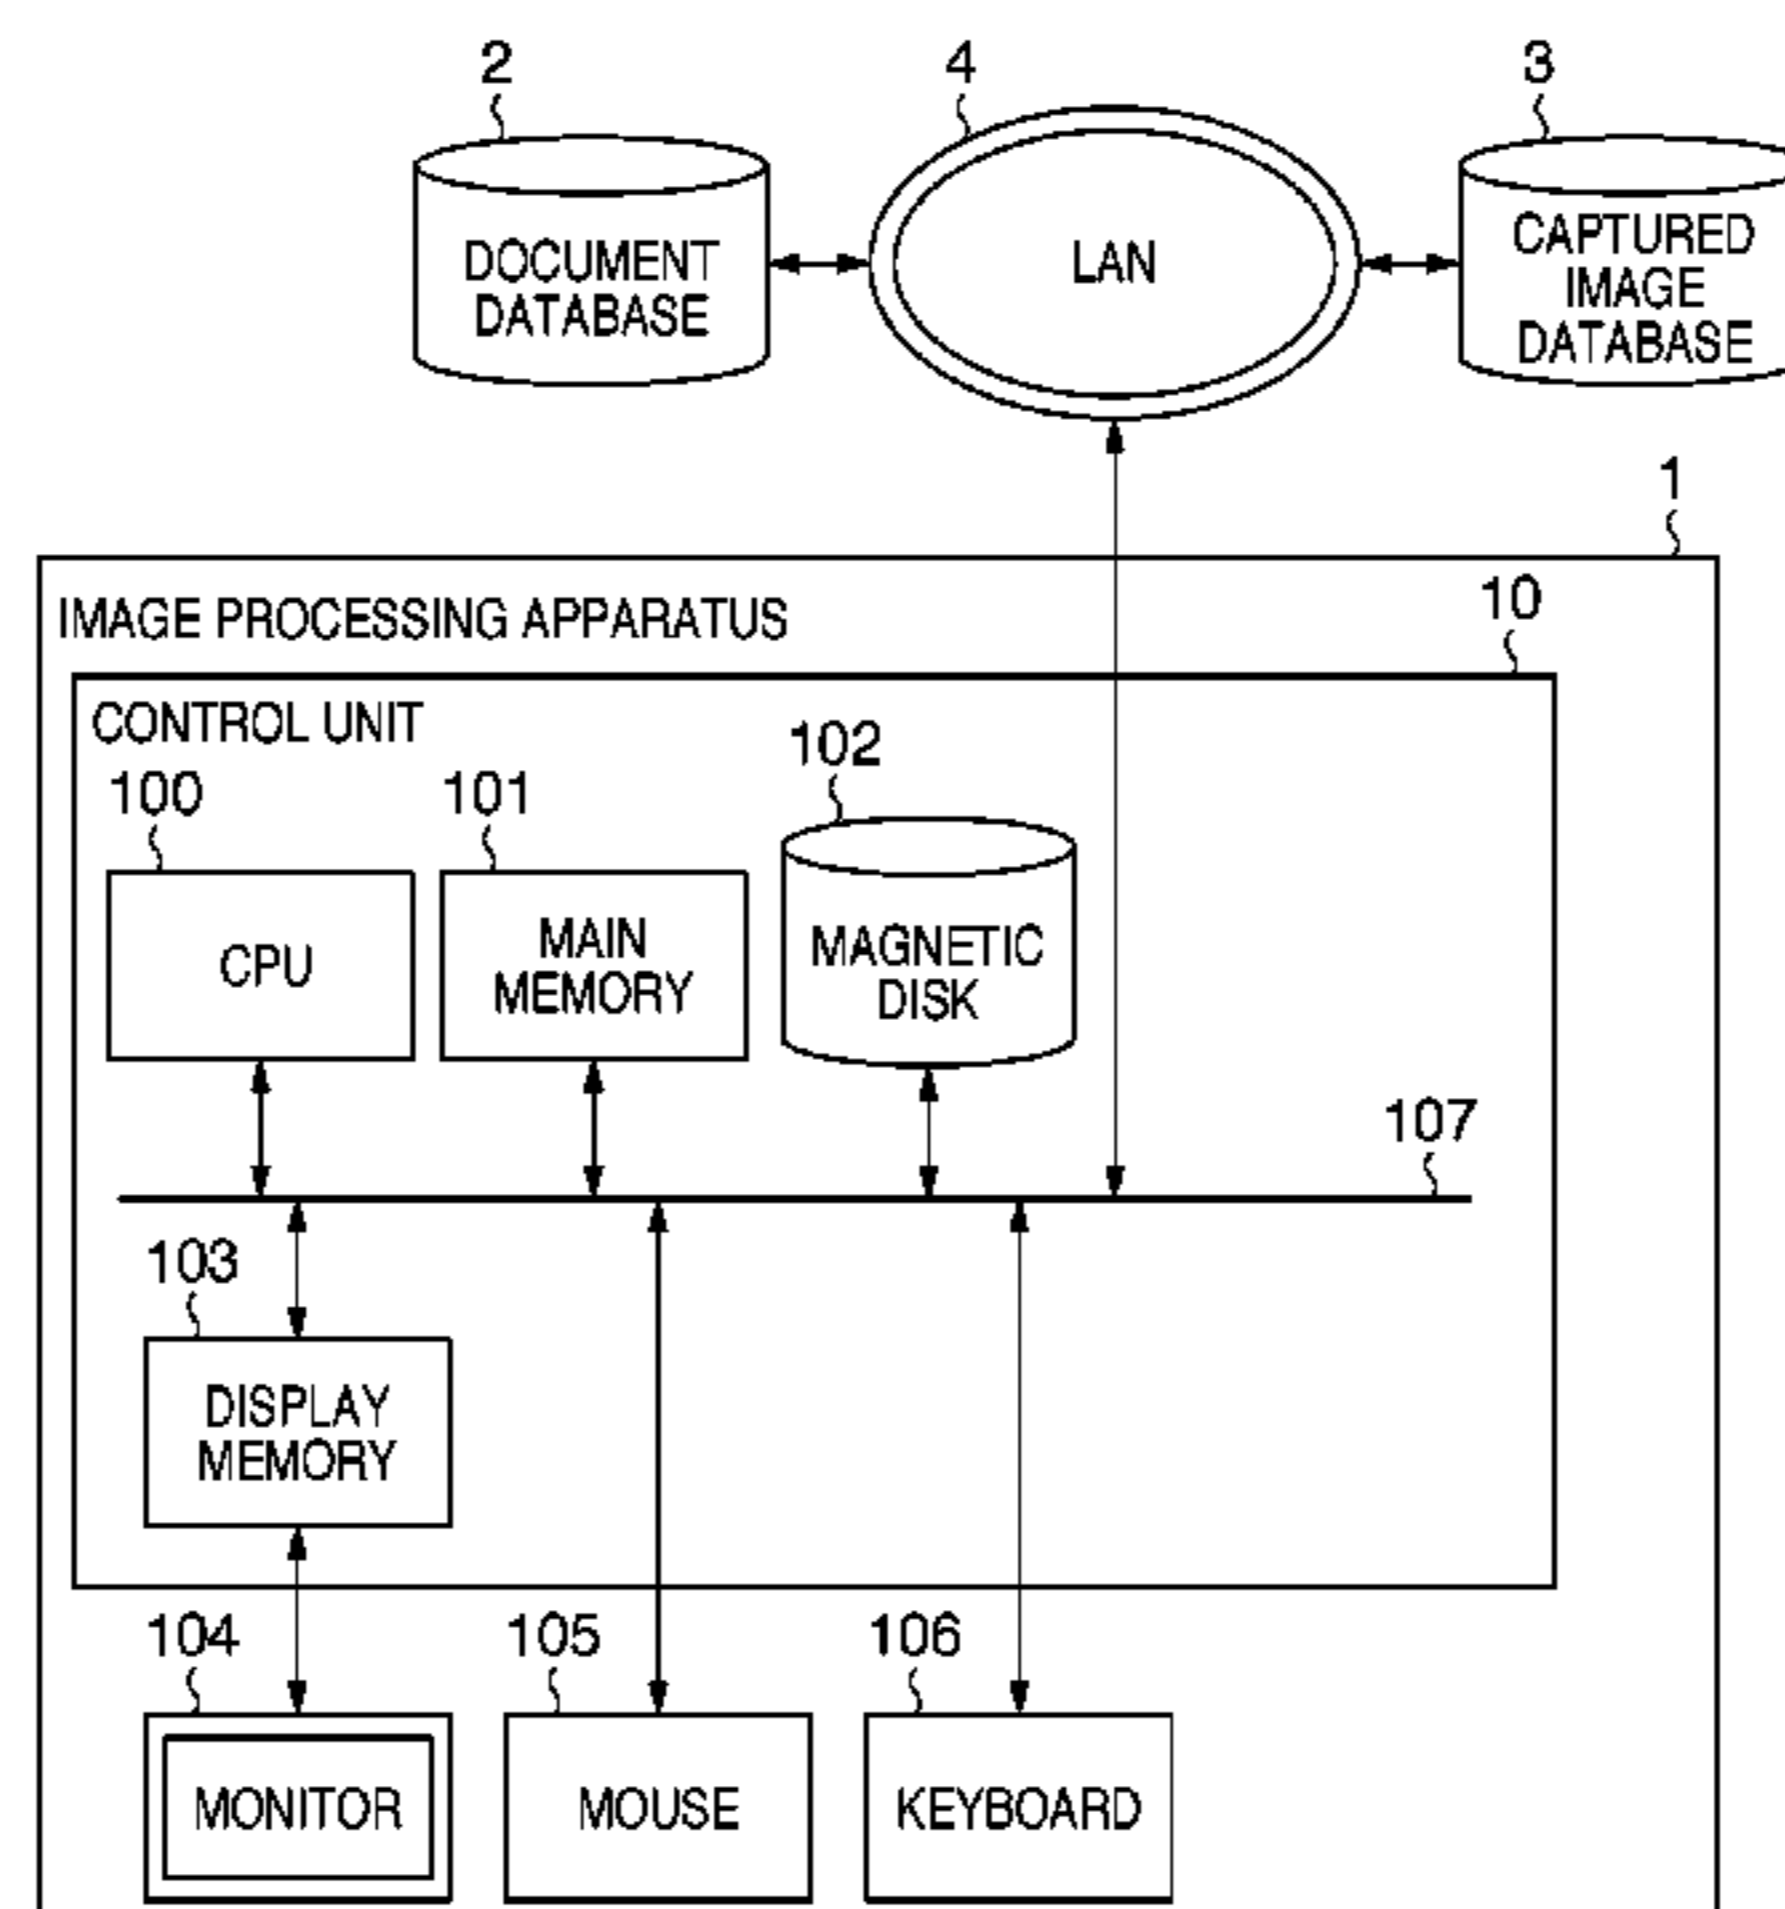 2
4
3
DOCUMENT
DATABASE
LAN
CAPTURED
IMAGE
DATABASE
1
IMAGE PROCESSING APPARATUS
10
CONTROL UNIT
100
101
102
CPU
MAIN
MEMORY
MAGNETIC
DISK
107
103
DISPLAY
MEMORY
104
105
106
MONITOR
MOUSE
KEYBOARD